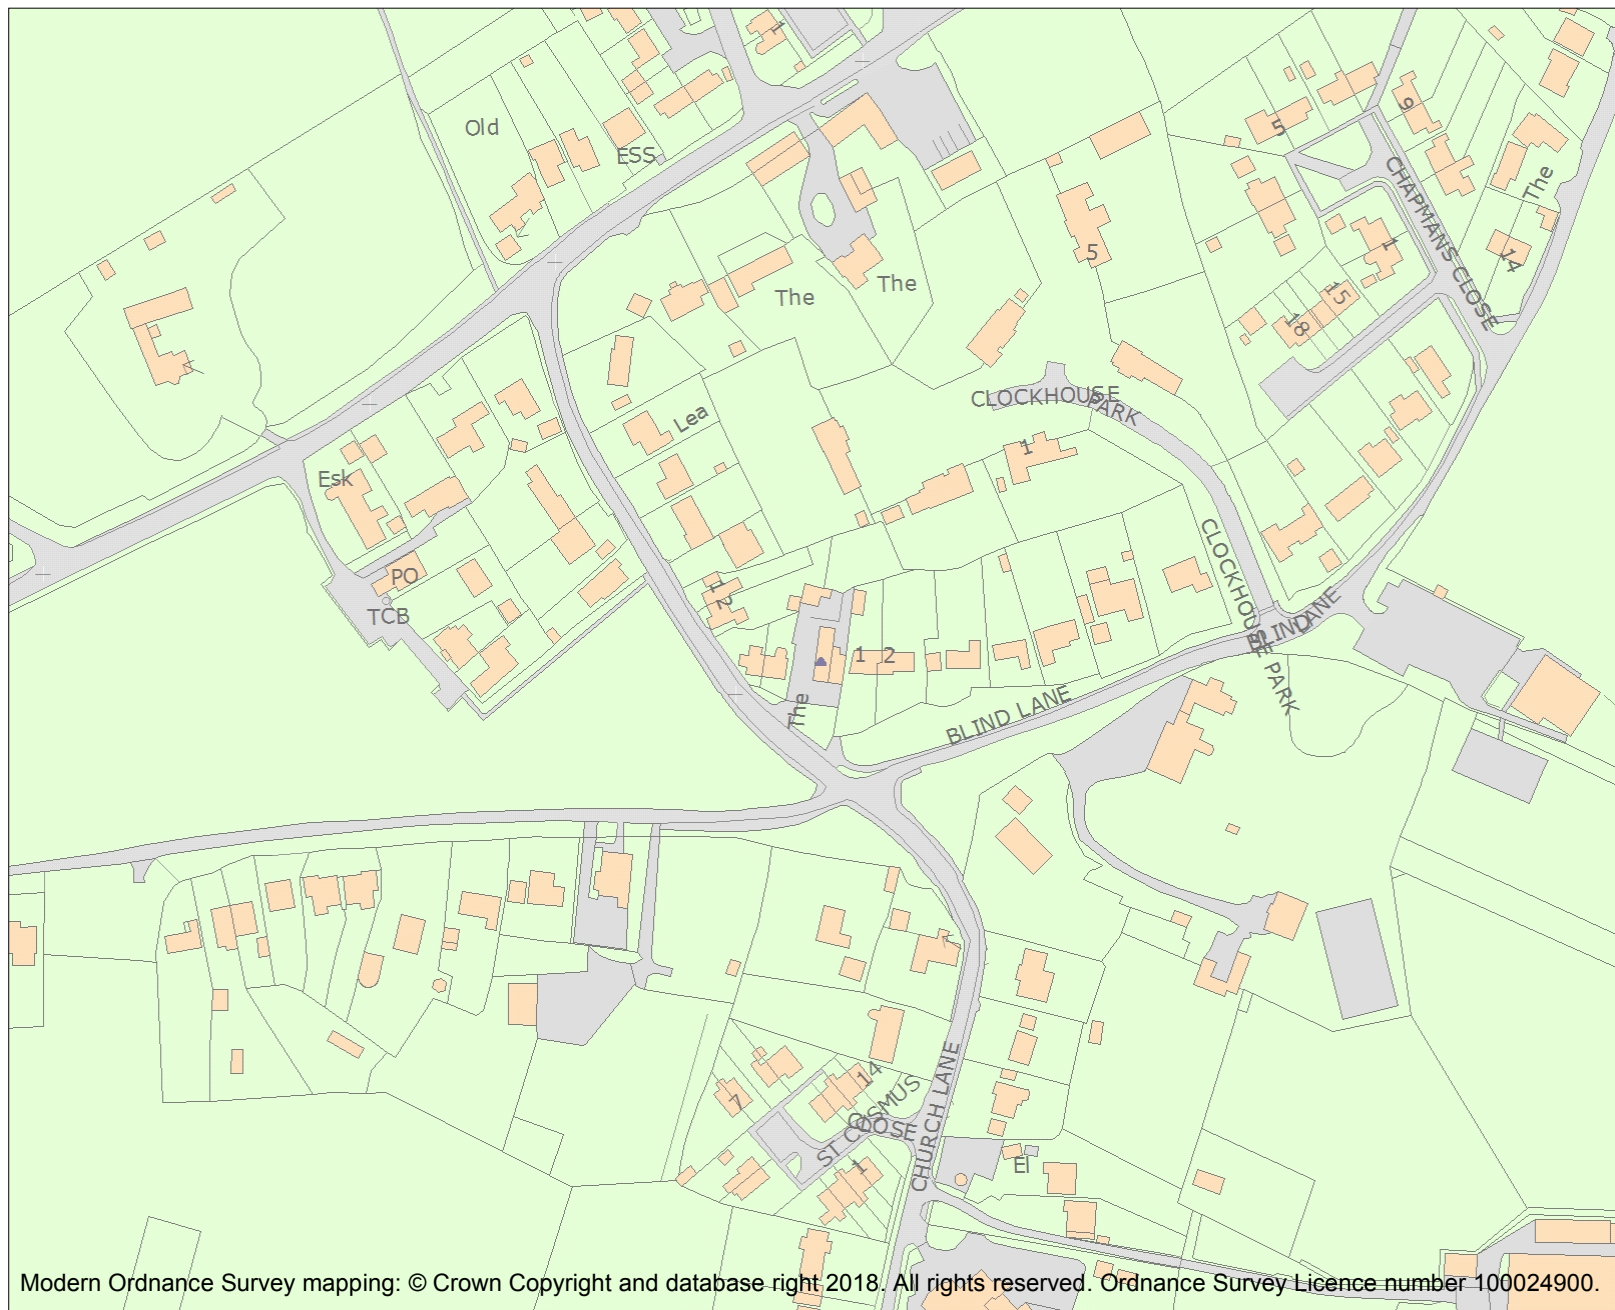 1
Old
ESS
5
9
The
CHAPMANS CLOSE
5
1
14
The
The
15
18
CLOCKHOUSE
PARK
Lea
1
Esk
PO
TCB
12
CLOCKHOUSE PARK
BLIND LANE
1 2
The
BLIND LANE
CHURCH LANE
14
7
ST COSMUS
CLOSE
1
El
Modern Ordnance Survey mapping: © Crown Copyright and database right 2018. All rights reserved. Ordnance Survey Licence number 100024900.